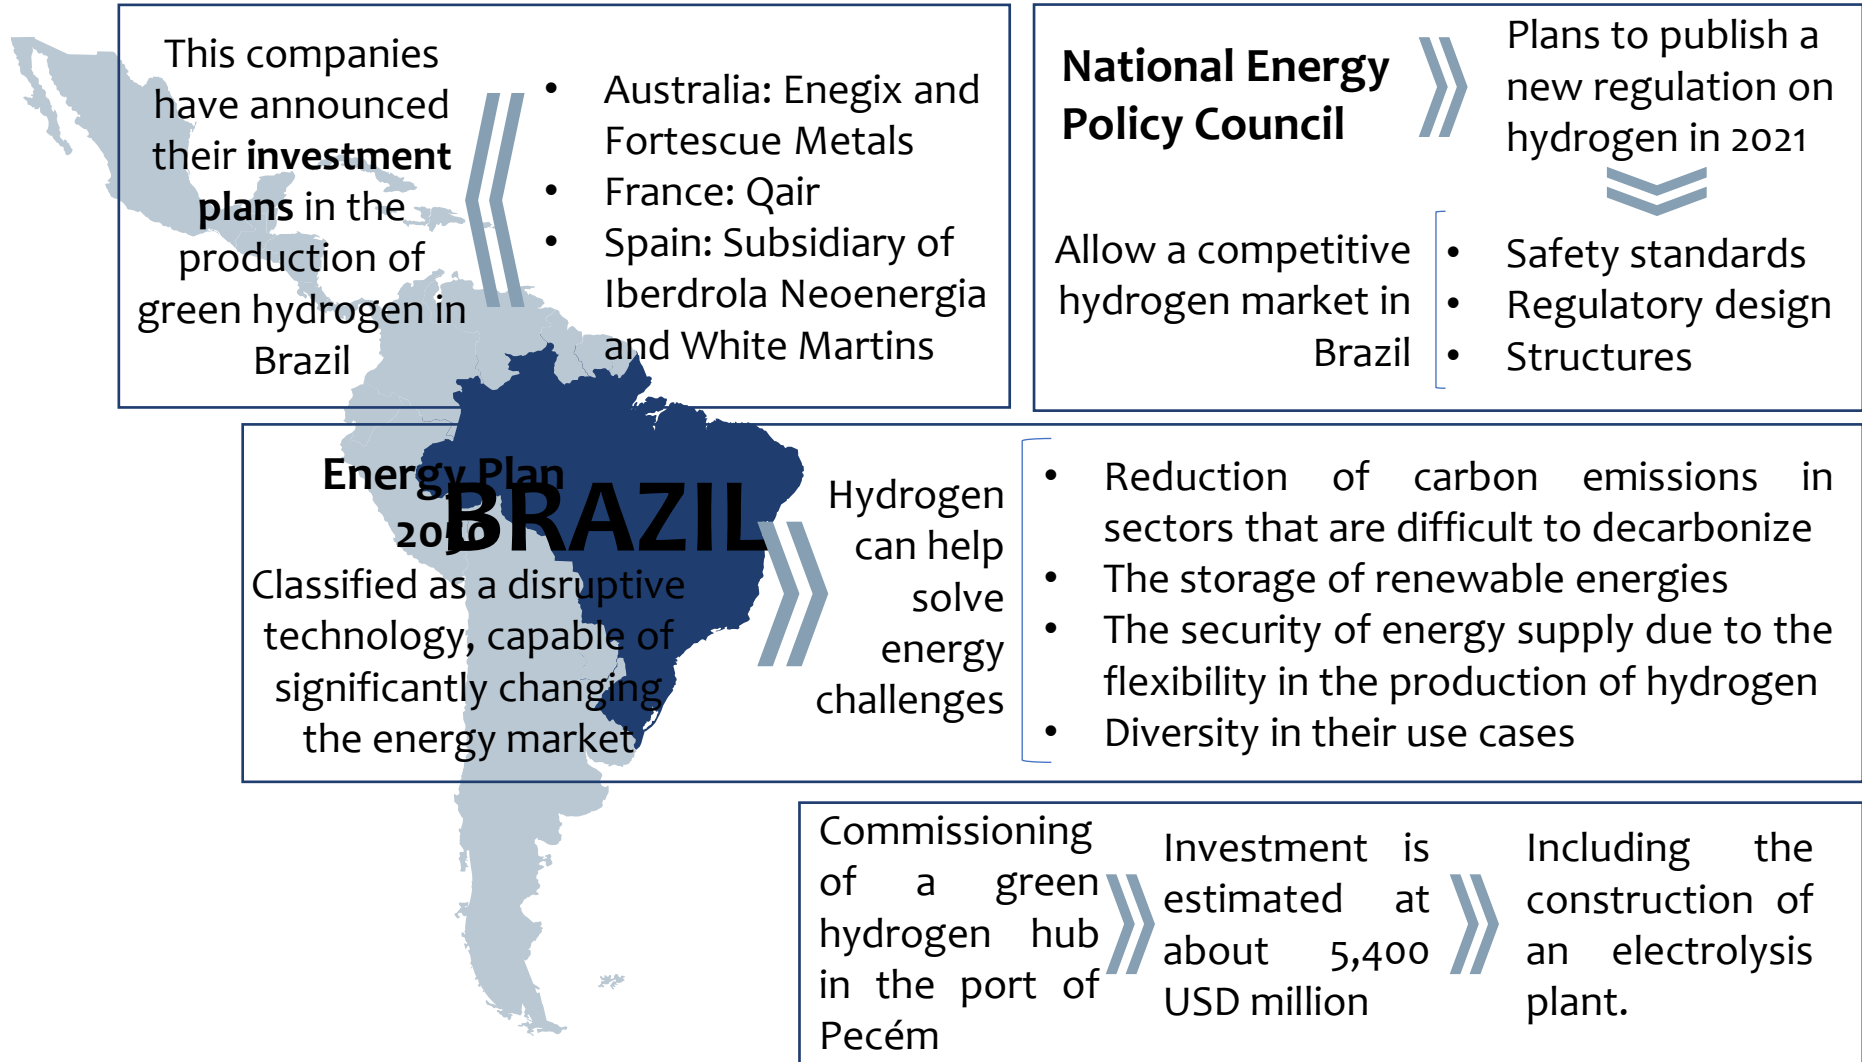 This companies
have announced
their investment
plans in the
production of
green hydrogen in
Brazil
• Australia: Enegix and
Fortescue Metals
• France: Qair
• Spain: Subsidiary of
Iberdrola Neoenergia
and White Martins
National Energy
Policy Council
Plans to publish a
new regulation on
hydrogen in 2021
Allow a competitive
hydrogen market in
Brazil
• Safety standards
• Regulatory design
• Structures
Energy Plan
2050
BRAZIL
Classified as a disruptive
technology, capable of
significantly changing
the energy market
Hydrogen
can help
solve
energy
challenges
• Reduction of carbon emissions in
sectors that are difficult to decarbonize
• The storage of renewable energies
• The security of energy supply due to the
flexibility in the production of hydrogen
• Diversity in their use cases
Commissioning
of a green
hydrogen hub
in the port of
Pecém
Investment is
estimated at
about 5,400
USD million
Including the
construction of
an electrolysis
plant.